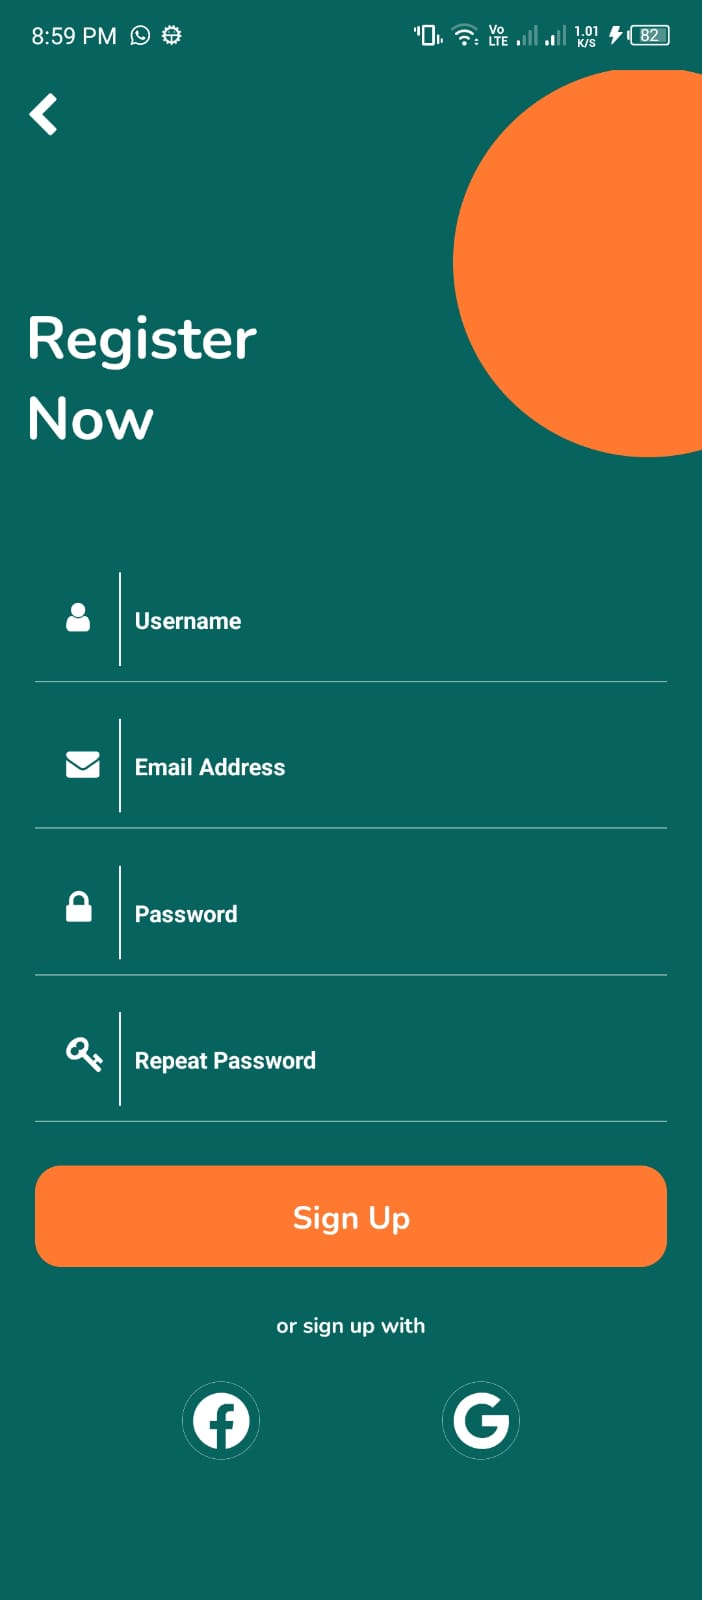 8:59 PM
Vo LTE 1.01 K/S 82
Register
Now
Username
Email Address
Password
Repeat Password
Sign Up
or sign up with